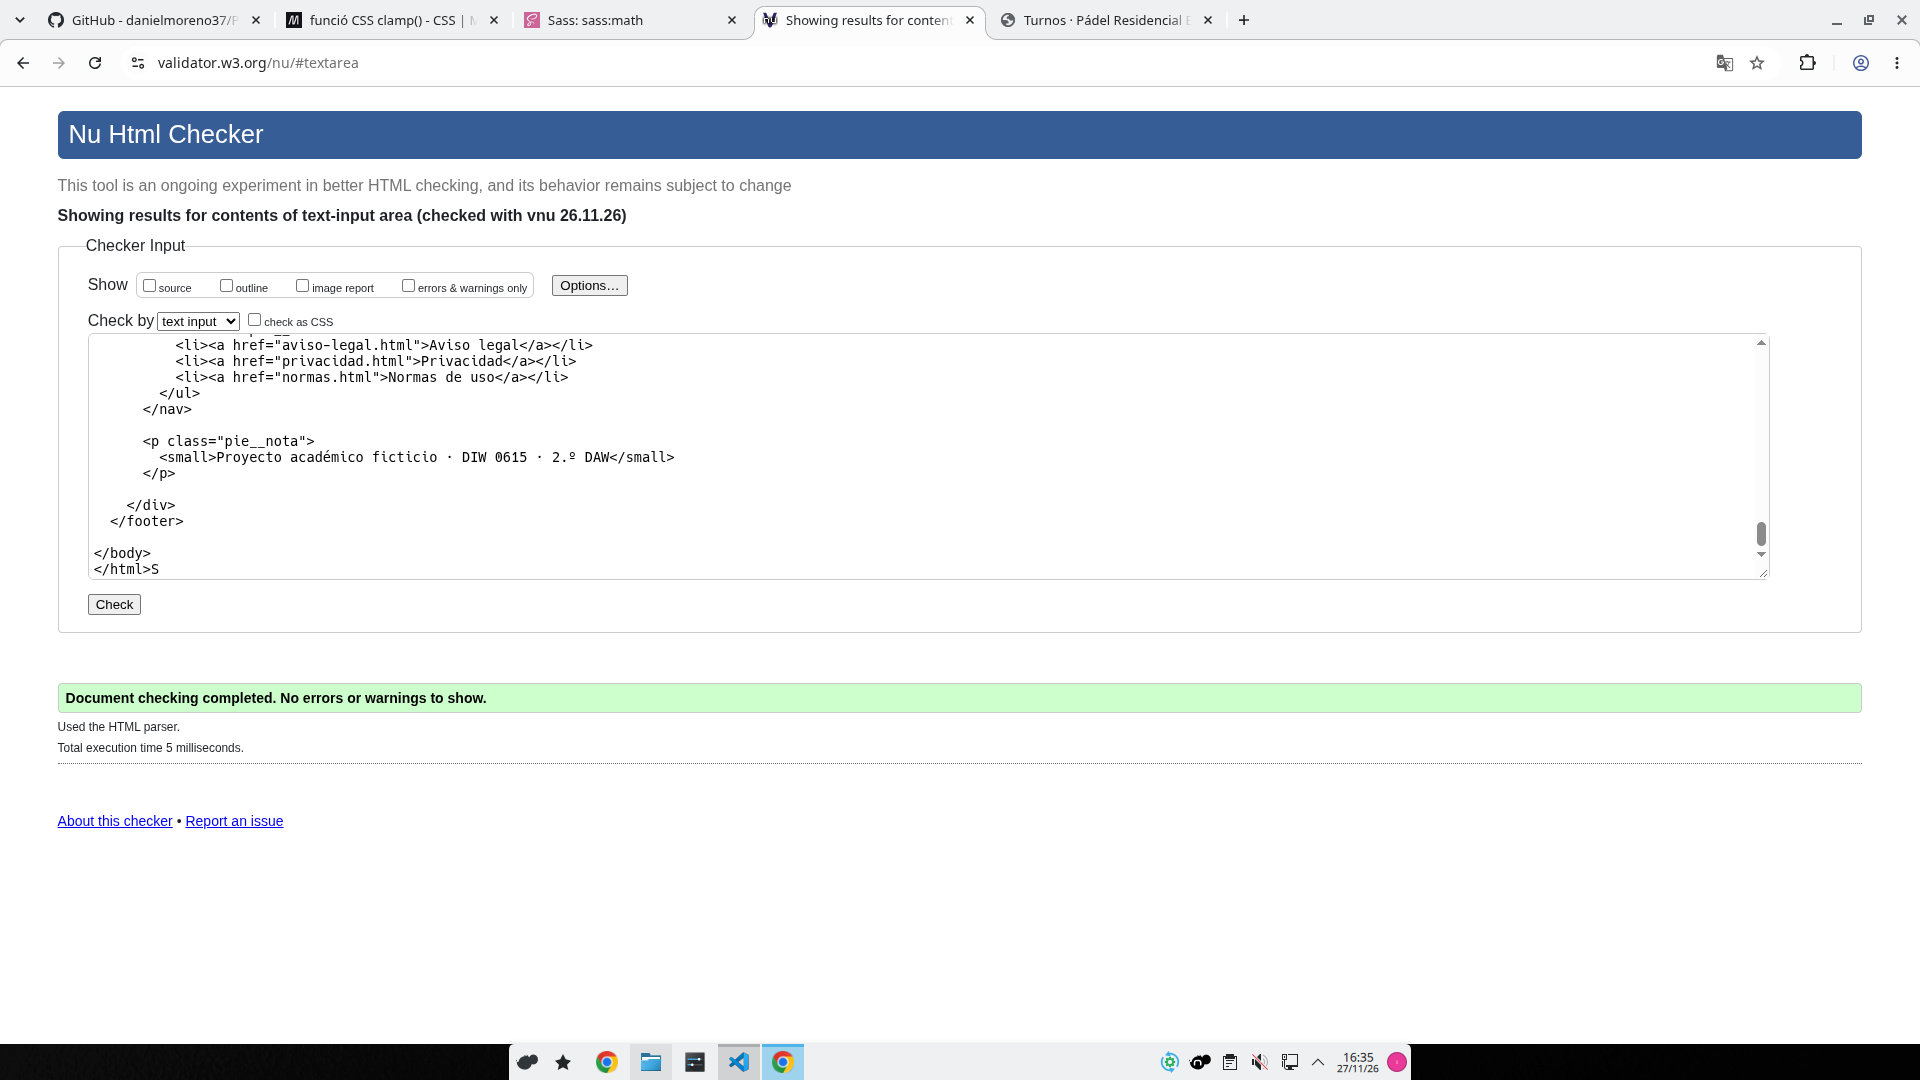 GitHub - danielmoreno37/P
funció CSS clamp() - CSS | M
Sass: sass:math
Showing results for conten
Turnos · Pádel Residencial E
validator.w3.org/nu/#textarea
Nu Html Checker
This tool is an ongoing experiment in better HTML checking, and its behavior remains subject to change
Showing results for contents of text-input area (checked with vnu 26.11.26)
Checker Input
Show source outline image report errors & warnings only Options…
Check by text input check as CSS
<li><a href="aviso-legal.html">Aviso legal</a></li>
<li><a href="privacidad.html">Privacidad</a></li>
<li><a href="normas.html">Normas de uso</a></li>
</ul>
</nav>
<p class="pie__nota">
<small>Proyecto académico ficticio · DIW 0615 · 2.º DAW</small>
</p>
</div>
</footer>
</body>
</html>S
Check
Document checking completed. No errors or warnings to show.
Used the HTML parser.
Total execution time 5 milliseconds.
About this checker • Report an issue
16:35
27/11/26